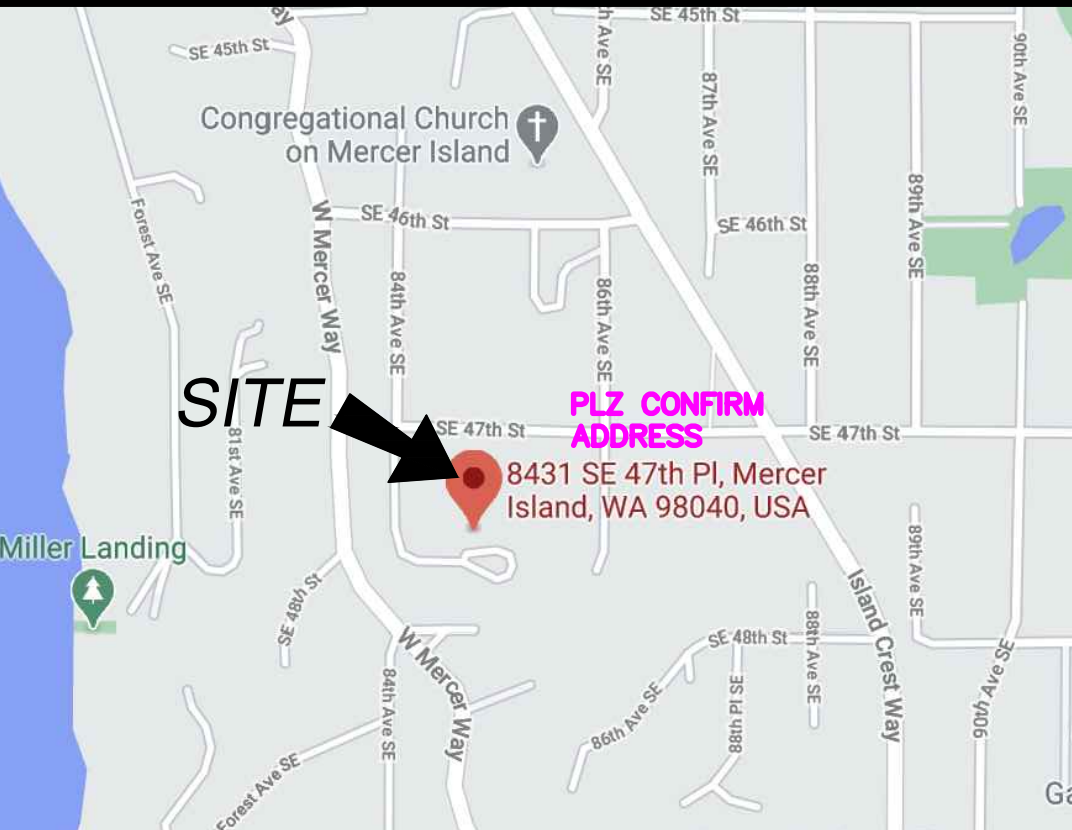 SE 45th St
SE 45th St
Ave SE
87th Ave SE
90th Ave SE
Congregational Church
on Mercer Island
Forest Ave SE
W Mercer Way
SE 46th St
SE 46th St
89th Ave SE
84th Ave SE
86th Ave SE
88th Ave SE
SITE
PLZ CONFIRM
ADDRESS
81st Ave SE
SE 47th St
SE 47th St
8431 SE 47th Pl, Mercer
Island, WA 98040, USA
Miller Landing
SE 48th St
89th Ave SE
Island Crest Way
88th Ave SE
SE 48th St
W Mercer Way
84th Ave SE
86th Ave SE
88th Pl SE
90th Ave SE
Forest Ave SE